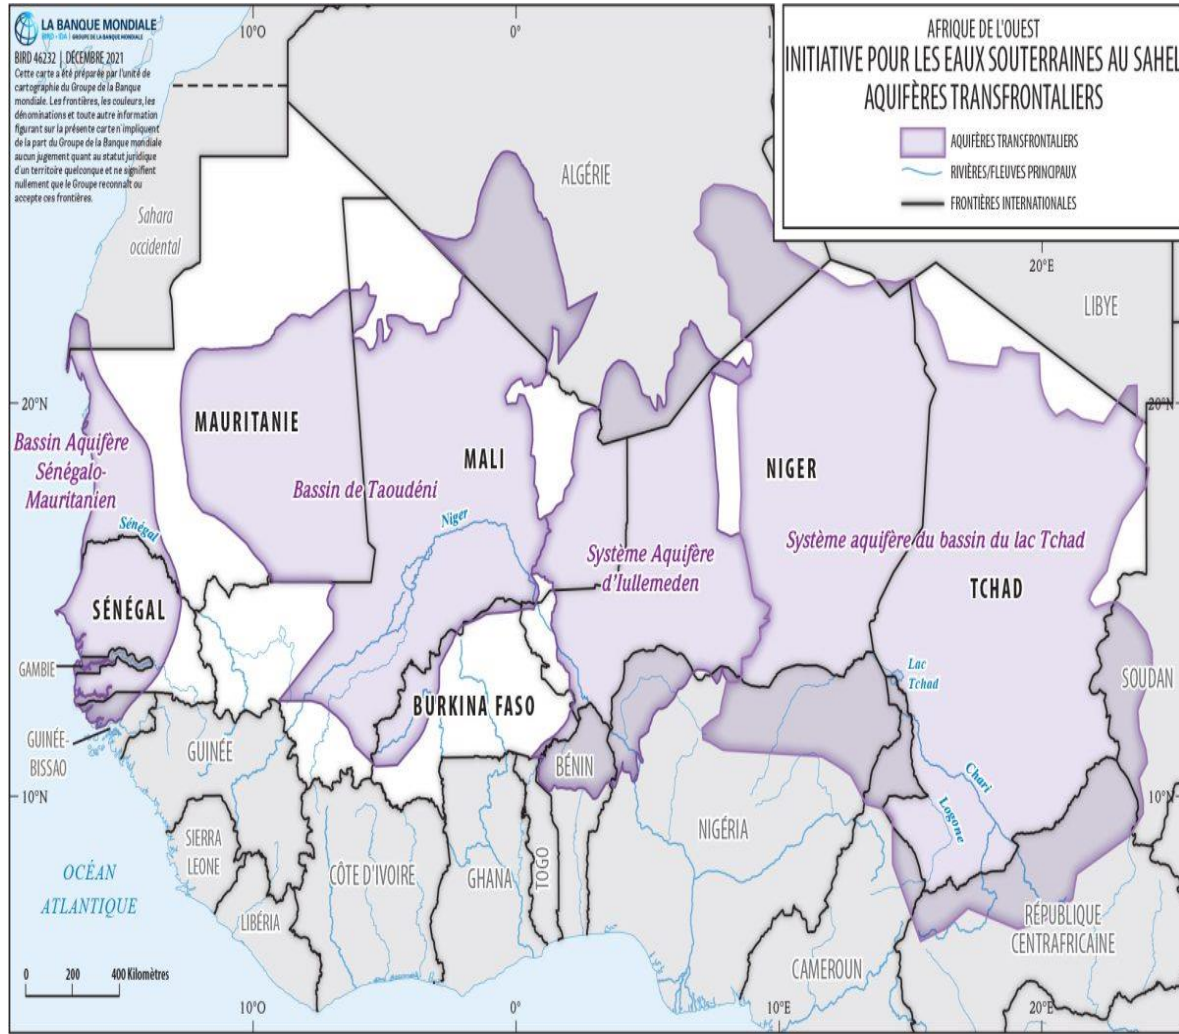 LA BANQUE MONDIALE
BIRD • IDA | GROUPE DE LA BANQUE MONDIALE
BIRD 46232 | DÉCEMBRE 2021
Cette carte a été préparée par l'unité de
cartographie du Groupe de la Banque
mondiale. Les frontières, les couleurs, les
dénominations et toute autre information
figurant sur la présente carte n'impliquent
de la part du Groupe de la Banque mondiale
aucun jugement quant au statut juridique
d'un territoire quelconque et ne signifient
nullement que le Groupe reconnaît ou
accepte ces frontières.
10°O
0°
AFRIQUE DE L'OUEST
INITIATIVE POUR LES EAUX SOUTERRAINES AU SAHEL
AQUIFÈRES TRANSFRONTALIERS
AQUIFÈRES TRANSFRONTALIERS
RIVIÈRES/FLEUVES PRINCIPAUX
FRONTIÈRES INTERNATIONALES
ALGÉRIE
Sahara
occidental
20°E
LIBYE
20°N
20°N
MAURITANIE
Bassin Aquifère
Sénégalo-
Mauritanien
MALI
NIGER
Bassin de Taoudéni
Sénégal
Niger
Système Aquifère
d'Iullemeden
Système aquifère du bassin du lac Tchad
TCHAD
SÉNÉGAL
GAMBIE
Lac
Tchad
SOUDAN
BURKINA FASO
GUINÉE-
BISSAO
GUINÉE
BÉNIN
Chari
Logone
10°N
10°N
SIERRA
LEONE
NIGÉRIA
OCÉAN
ATLANTIQUE
CÔTE D'IVOIRE
GHANA
TOGO
LIBÉRIA
RÉPUBLIQUE
CENTRAFRICAINE
CAMEROUN
0 200 400 Kilomètres
10°O
0°
10°E
20°E